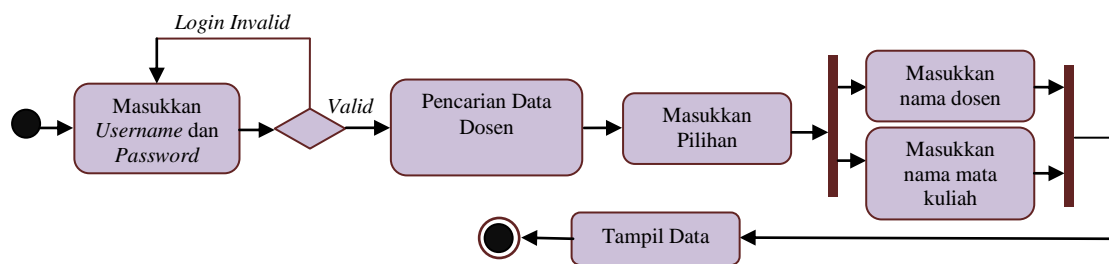 Login Invalid
Masukkan
Username dan
Password
Valid
Pencarian Data
Dosen
Masukkan
Pilihan
Masukkan
nama dosen
Masukkan
nama mata
kuliah
Tampil Data